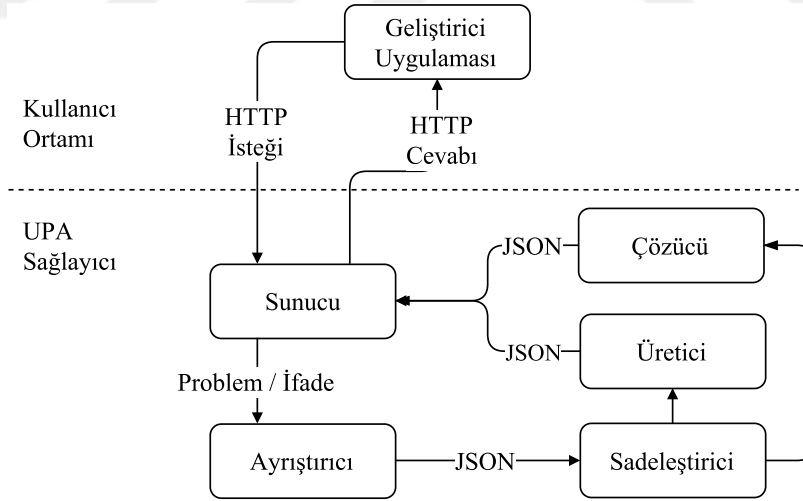 Geliştirici
Uygulaması
Kullanıcı
Ortamı
HTTP
İsteği
HTTP
Cevabı
UPA
Sağlayıcı
JSON
Çözücü
Sunucu
JSON
Üretici
Problem / İfade
Ayrıştırıcı
JSON
Sadeleştirici